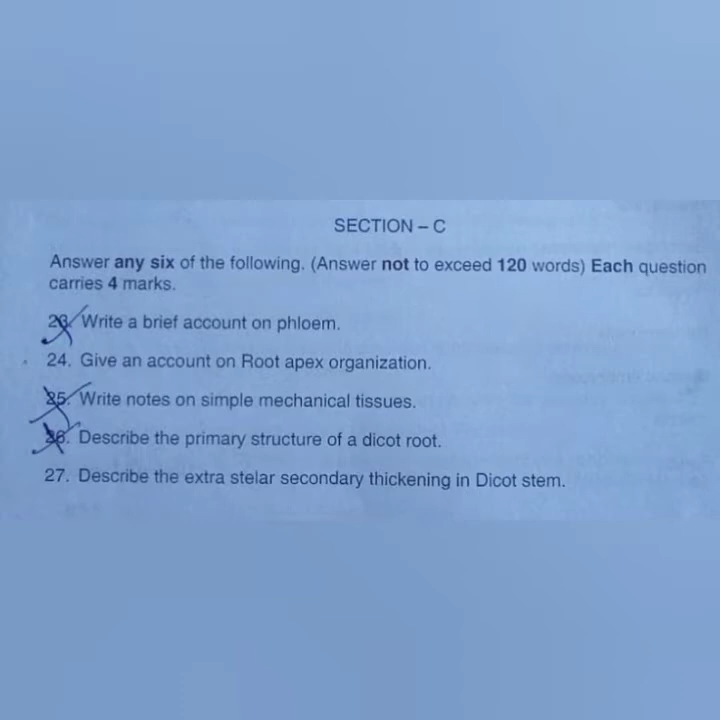 SECTION – C
Answer any six of the following. (Answer not to exceed 120 words) Each question
carries 4 marks.
23. Write a brief account on phloem.
24. Give an account on Root apex organization.
25. Write notes on simple mechanical tissues.
26. Describe the primary structure of a dicot root.
27. Describe the extra stelar secondary thickening in Dicot stem.